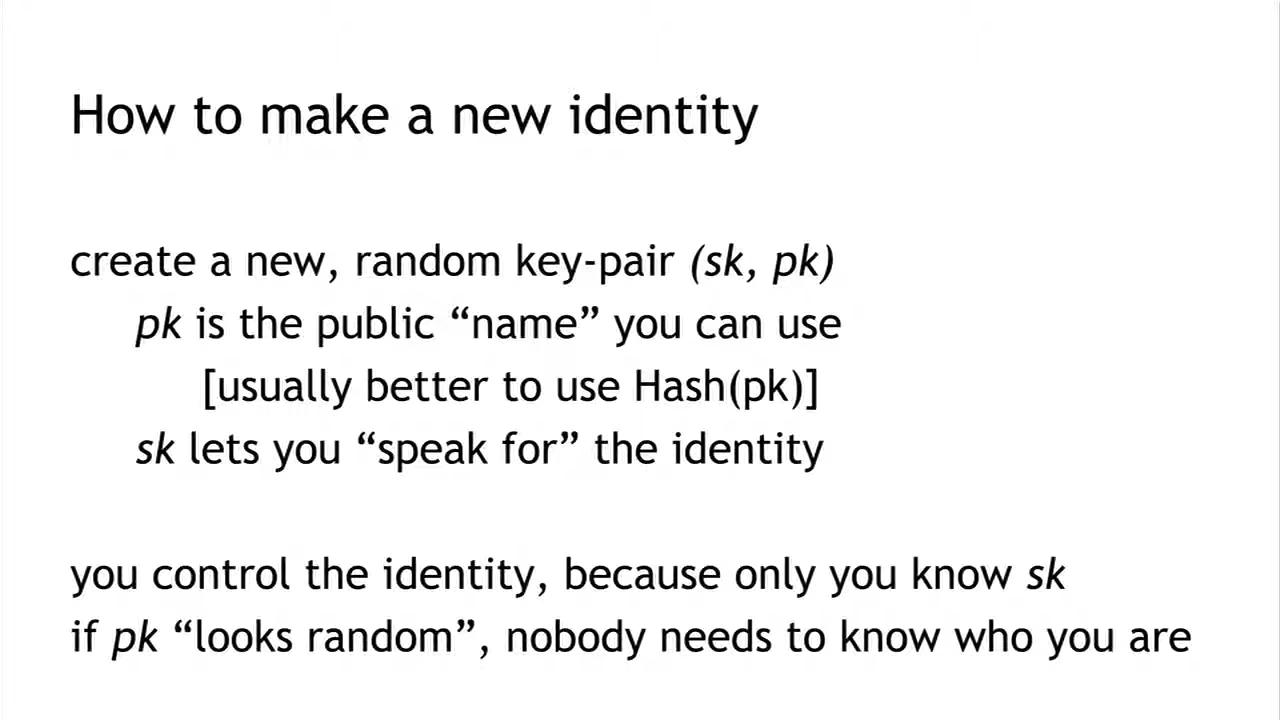 How to make a new identity
create a new, random key-pair (sk, pk)
pk is the public “name” you can use
[usually better to use Hash(pk)]
sk lets you “speak for” the identity
you control the identity, because only you know sk
if pk “looks random”, nobody needs to know who you are